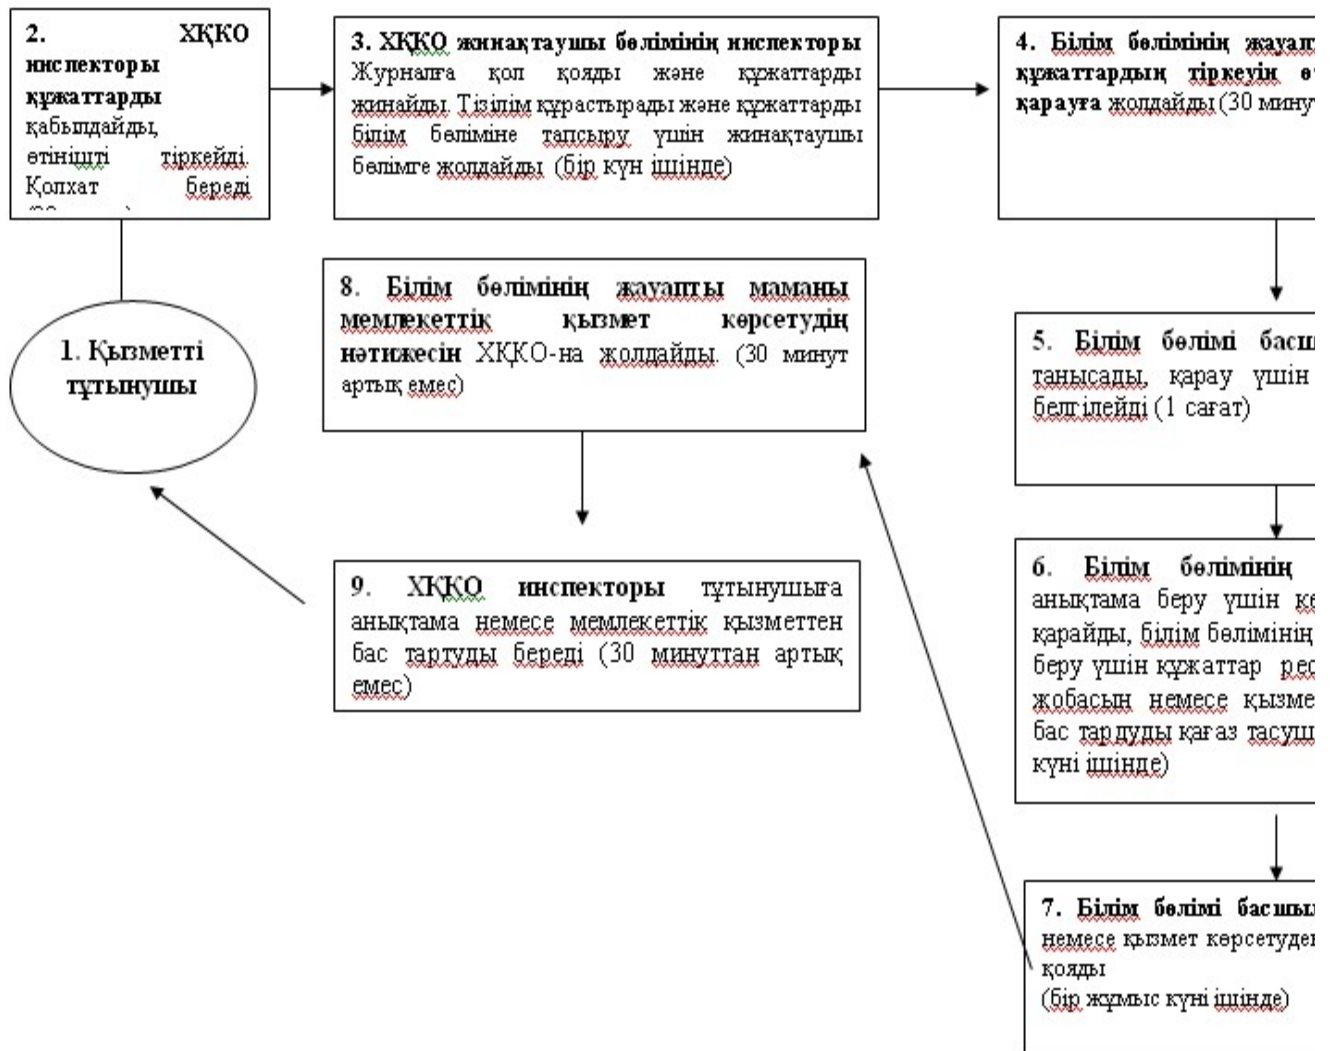 2. ХҚКО
инспекторы
құжаттарды
қабылдайды,
өтінішті тіркейді.
Қолхат береді
3. ХҚКО жинақтаушы бөлімінің инспекторы
Журналға қол қояды және құжаттарды
жинайды. Тізілім құрастырады және құжаттарды
білім бөліміне тапсыру үшін жинақтаушы
бөлімге жолдайды (бір күн ішінде)
4. Білім бөлімінің
құжаттардың тіркеуін
қарауға жолдайды (30
5. Білім бөлімі
танысады, қарау үшін
белгілейді (1 сағат)
6. Білім бөлімінің
анықтама беру үшін
қарайды, білім бөлімінің
беру үшін құжаттар
жобасын немесе
бас тардуды қағаз
күні ішінде)
7. Білім бөлімі
немесе қызмет
қояды
(бір жұмыс күні ішінде)
8. Білім бөлімінің жауапты маманы
мемлекеттік қызмет көрсетудің
нәтижесін ХҚКО-на жолдайды. (30 минут
артық емес)
9. ХҚКО инспекторы тұтынушыға
анықтама немесе мемлекеттік қызметтен
бас тартуды береді (30 минуттан артық
емес)
1. Қызметті
тұтынушы